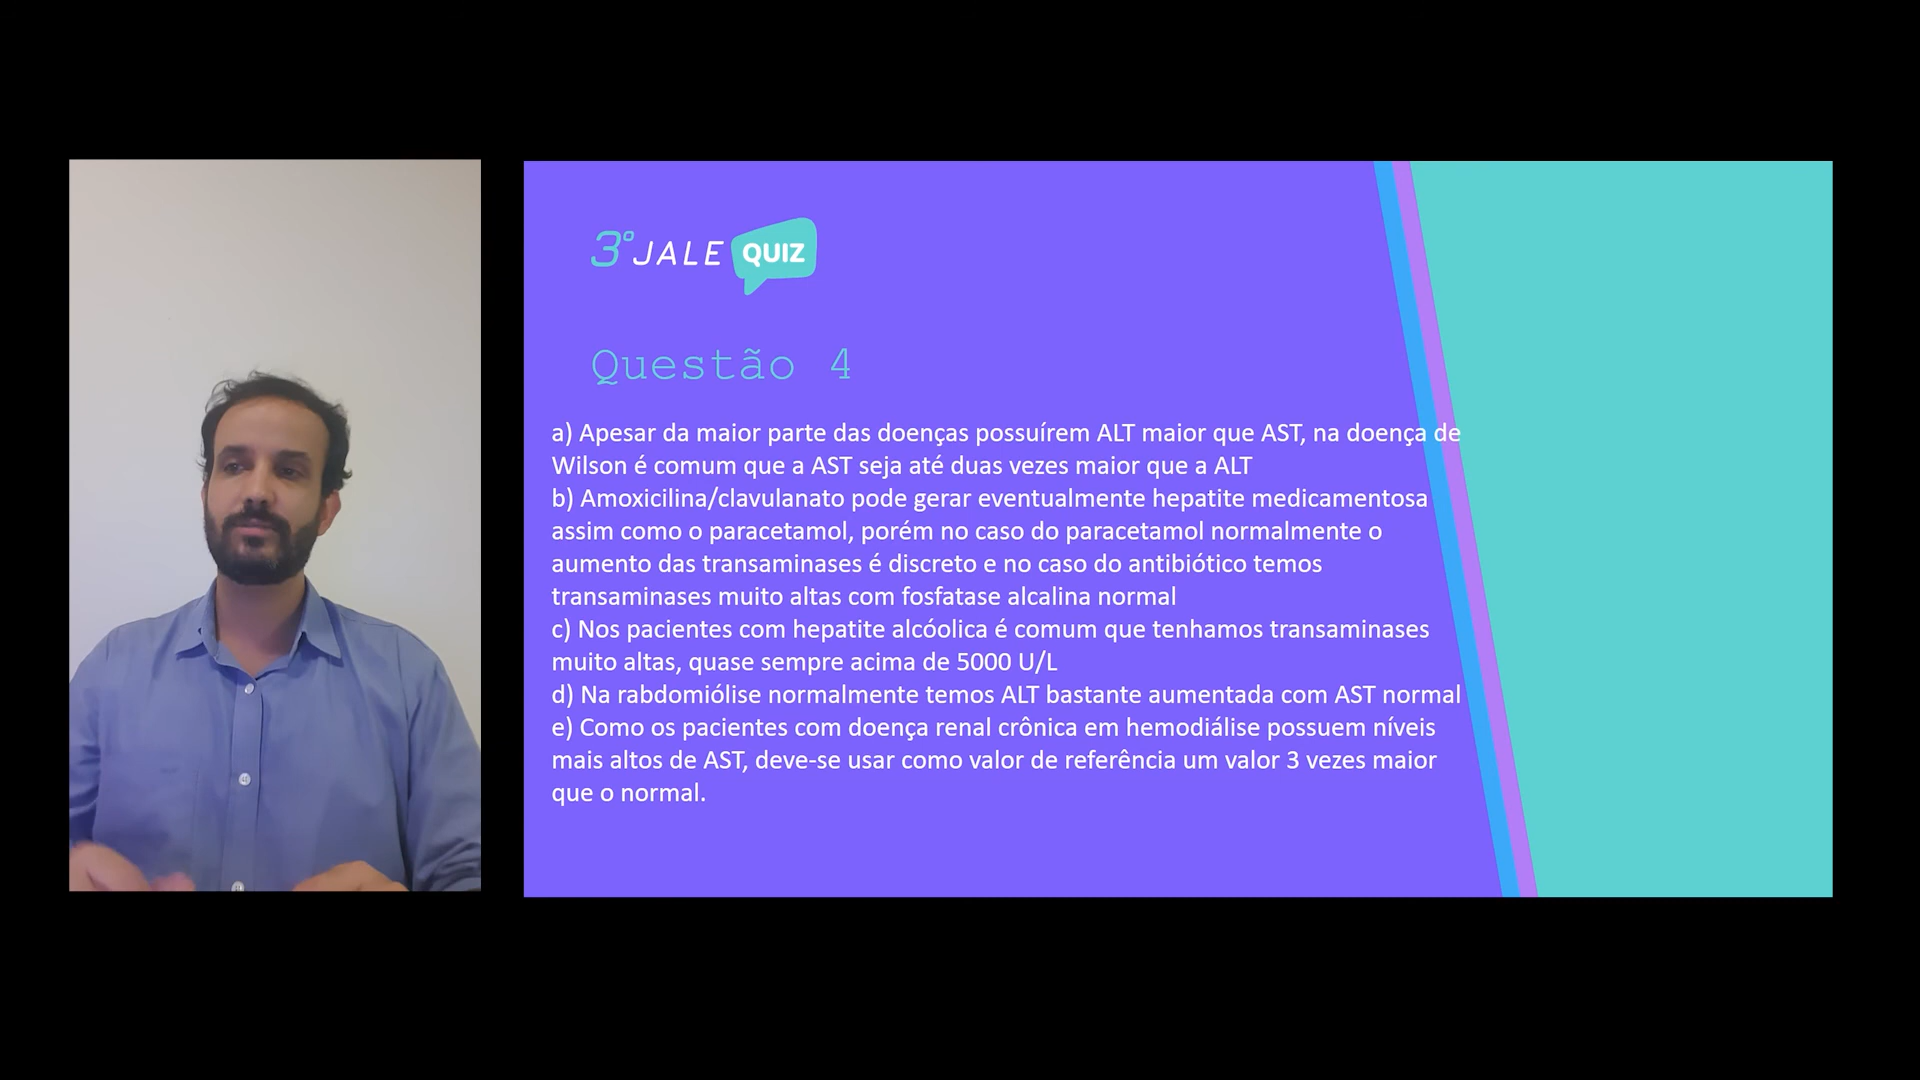 3º JALE QUIZ
Questão 4
a) Apesar da maior parte das doenças possuírem ALT maior que AST, na doença de
Wilson é comum que a AST seja até duas vezes maior que a ALT
b) Amoxicilina/clavulanato pode gerar eventualmente hepatite medicamentosa
assim como o paracetamol, porém no caso do paracetamol normalmente o
aumento das transaminases é discreto e no caso do antibiótico temos
transaminases muito altas com fosfatase alcalina normal
c) Nos pacientes com hepatite alcóolica é comum que tenhamos transaminases
muito altas, quase sempre acima de 5000 U/L
d) Na rabdomiólise normalmente temos ALT bastante aumentada com AST normal
e) Como os pacientes com doença renal crônica em hemodiálise possuem níveis
mais altos de AST, deve-se usar como valor de referência um valor 3 vezes maior
que o normal.